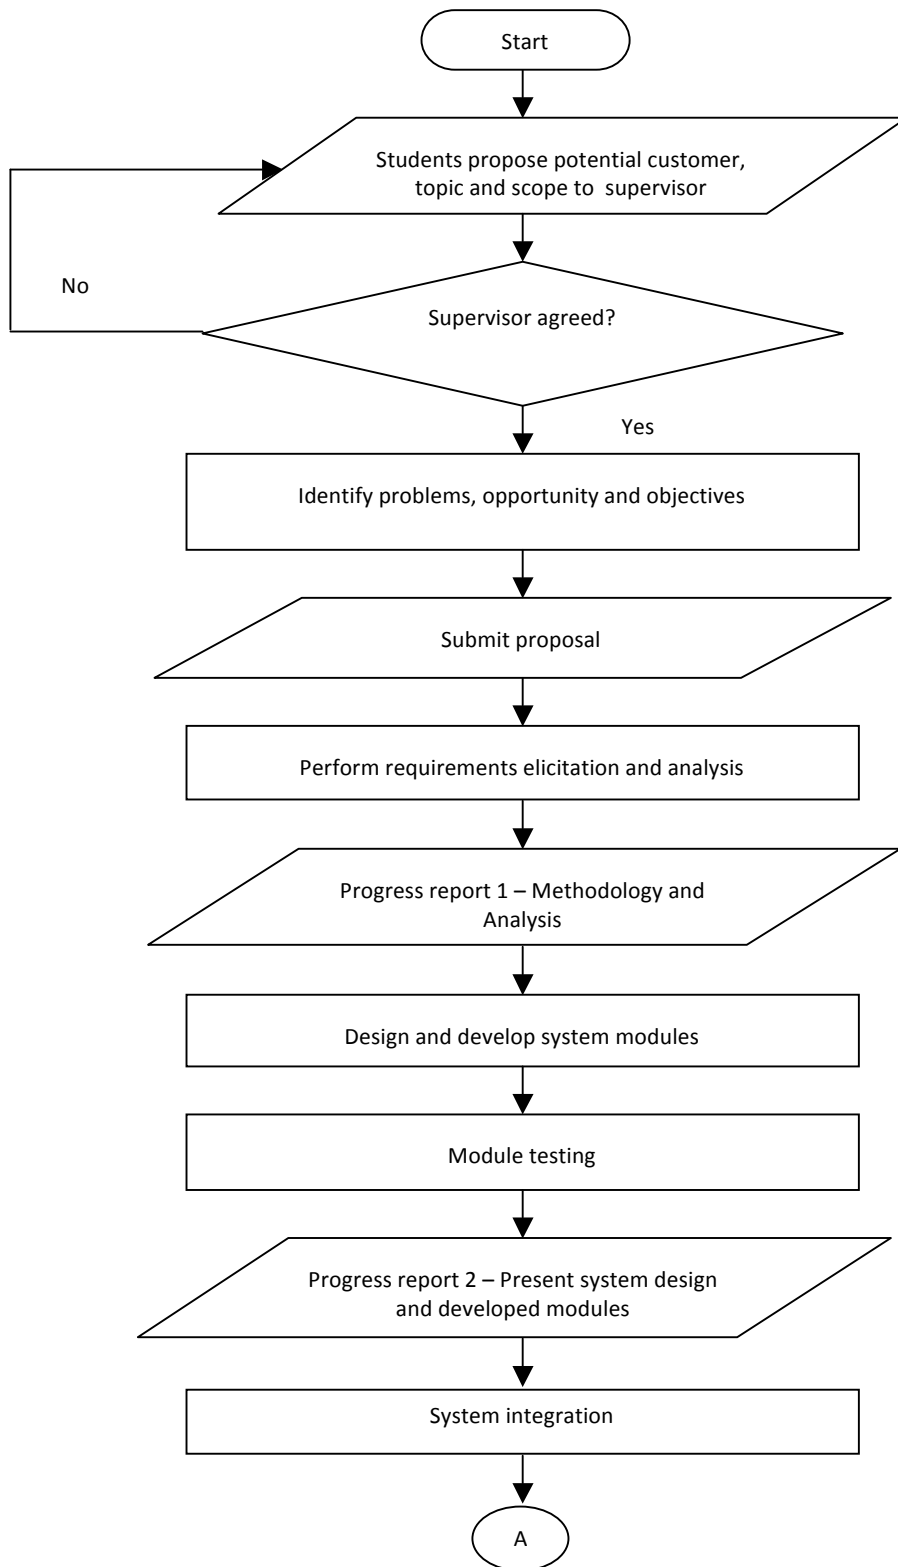 Start
Students propose potential customer,
topic and scope to  supervisor
No
Supervisor agreed?
Yes
Identify problems, opportunity and objectives
Submit proposal
Perform requirements elicitation and analysis
Progress report 1 – Methodology and
Analysis
Design and develop system modules
Module testing
Progress report 2 – Present system design
and developed modules
System integration
A